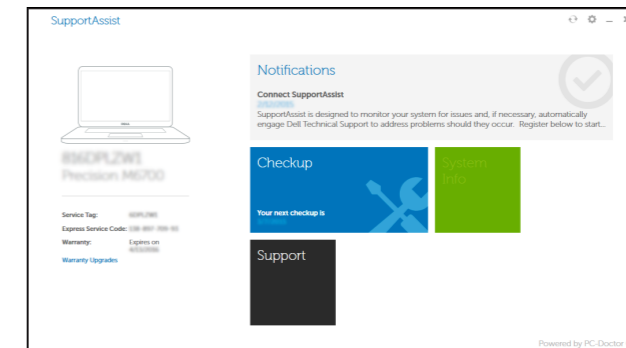 SupportAssist
Notifications
Connect SupportAssist
SupportAssist is designed to monitor your system for issues and, if necessary, automatically
engage Dell Technical Support to address problems should they occur. Register below to start...
Checkup
Your next checkup is
System
Info
Precision M6700
Service Tag:
Express Service Code:
Warranty: Expires on
Warranty Upgrades
Support
Powered by PC-Doctor